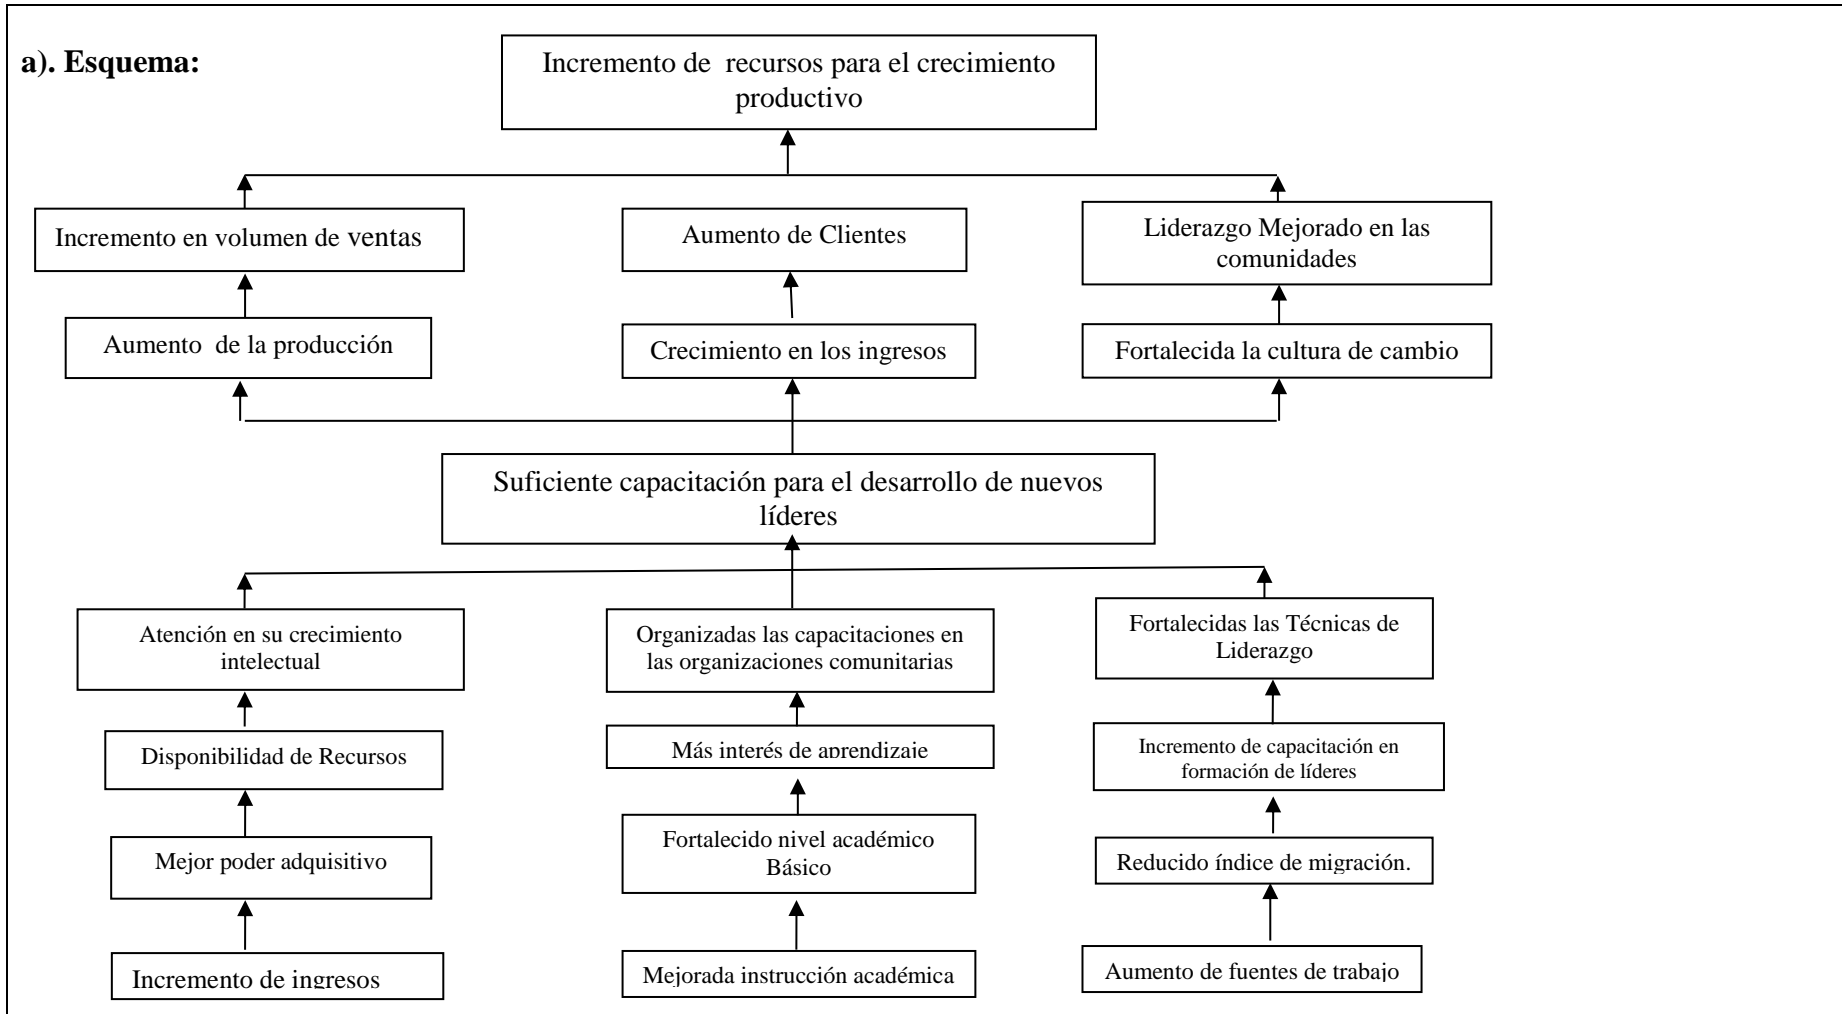 a). Esquema:
Incremento de recursos para el crecimiento
productivo
Incremento en volumen de ventas
Aumento de Clientes
Liderazgo Mejorado en las
comunidades
Aumento de la producción
Crecimiento en los ingresos
Fortalecida la cultura de cambio
Suficiente capacitación para el desarrollo de nuevos
líderes
Atención en su crecimiento
intelectual
Organizadas las capacitaciones en
las organizaciones comunitarias
Fortalecidas las Técnicas de
Liderazgo
Disponibilidad de Recursos
Más interés de aprendizaje
Incremento de capacitación en
formación de líderes
Mejor poder adquisitivo
Fortalecido nivel académico
Básico
Reducido índice de migración.
Incremento de ingresos
Mejorada instrucción académica
Aumento de fuentes de trabajo